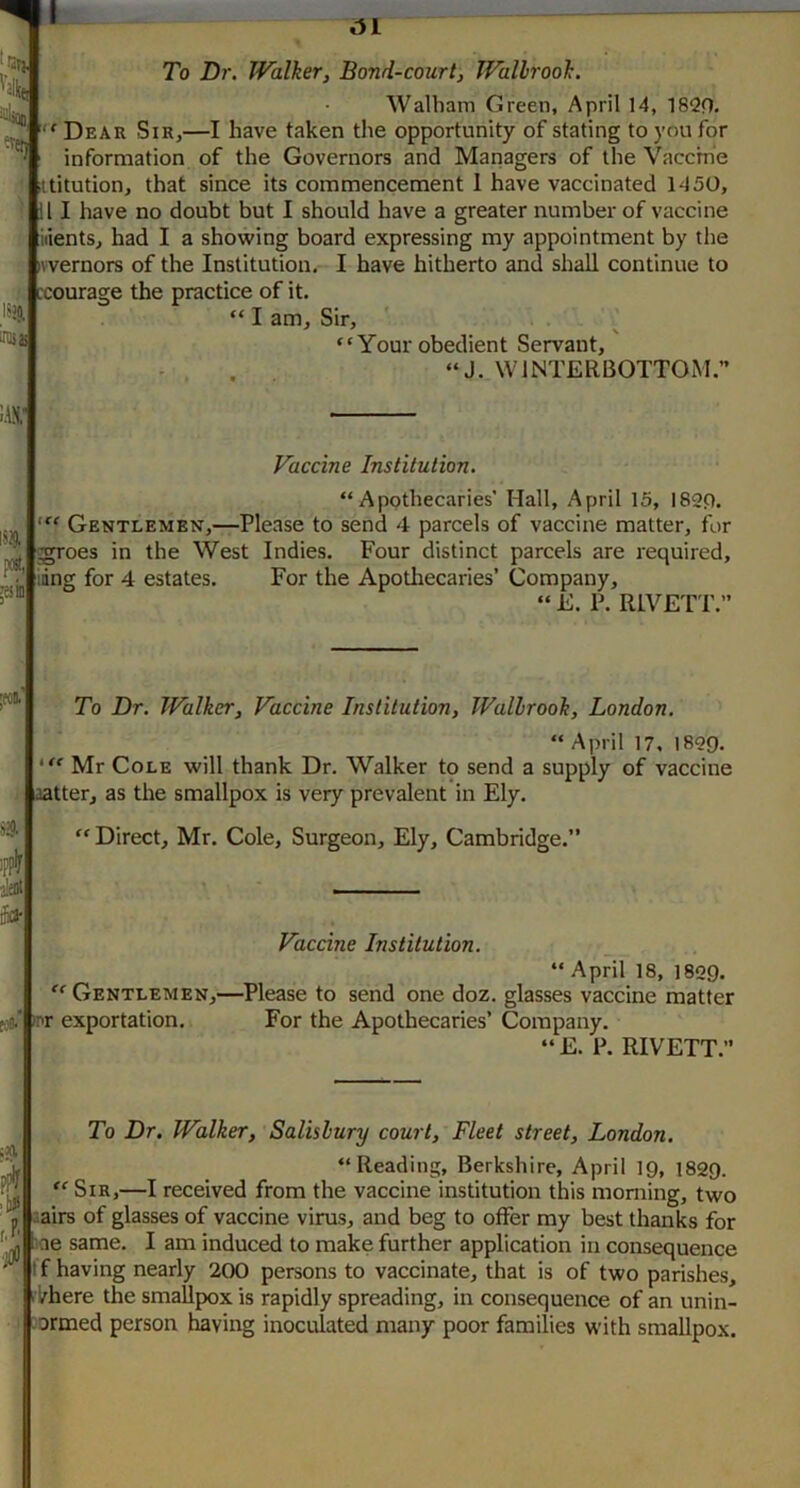 31
To Dr. Walker, Bond-court, Walbrook.
Walham Green, April 14, 1829.
“Dear Sir,—I have taken the opportunity of stating to you for
information of the Governors and Managers of the Vaccine
titution, that since its commencement I have vaccinated 1450,
I have no doubt but I should have a greater number of vaccine
ients, had I a showing board expressing my appointment by the
vernors of the Institution. I have hitherto and shall continue to
courage the practice of it.
“I am, Sir,
“Your obedient Servant,
“J. WINTERBOTTOM.”
Vaccine Institution.
“Apothecaries' Hall, April 15, 1829.
“Gentlemen,—Please to send 4 parcels of vaccine matter, for
groes in the West Indies. Four distinct parcels are required,
ing for 4 estates. For the Apothecaries' Company,
“E. P. RIVETT.”
To Dr. Walker, Vaccine Institution, Walbrook, London.
“April 17, 1829.
“Mr Cole will thank Dr. Walker to send a supply of vaccine
atter, as the smallpox is very prevalent in Ely.
“Direct, Mr. Cole, Surgeon, Ely, Cambridge.”
Vaccine Institution.
“April 18, 1829.
“Gentlemen,—Please to send one doz. glasses vaccine matter
r exportation. For the Apothecaries' Company.
“E. P. RIVETT.”
To Dr. Walker, Salisbury court, Fleet street, London.
“Reading, Berkshire, April 19, 1829.
“Sir,—I received from the vaccine institution this morning, two
airs of glasses of vaccine virus, and beg to offer my best thanks for
e same. I am induced to make further application in consequence
f having nearly 200 persons to vaccinate, that is of two parishes,
here the smallpox is rapidly spreading, in consequence of an unin-
ormed person having inoculated many poor families with smallpox.